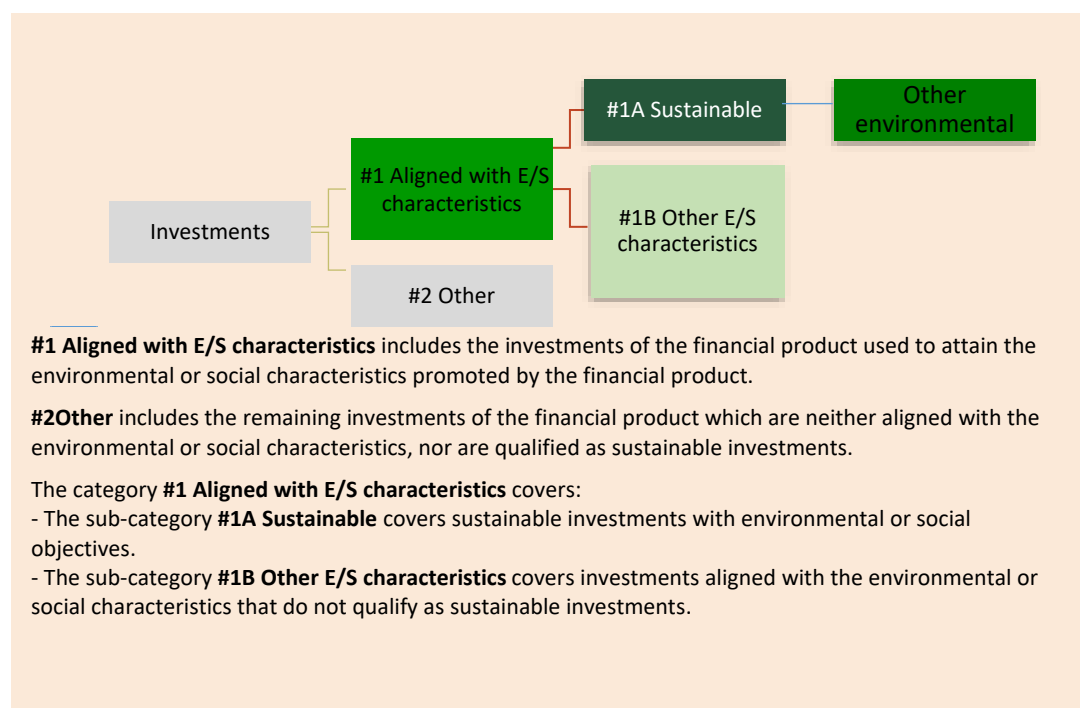 #1A Sustainable
Other
environmental
#1 Aligned with E/S
characteristics
#1B Other E/S
characteristics
Investments
#2 Other
#1 Aligned with E/S characteristics includes the investments of the financial product used to attain the
environmental or social characteristics promoted by the financial product.
#2Other includes the remaining investments of the financial product which are neither aligned with the
environmental or social characteristics, nor are qualified as sustainable investments.
The category #1 Aligned with E/S characteristics covers:
- The sub-category #1A Sustainable covers sustainable investments with environmental or social
objectives.
- The sub-category #1B Other E/S characteristics covers investments aligned with the environmental or
social characteristics that do not qualify as sustainable investments.